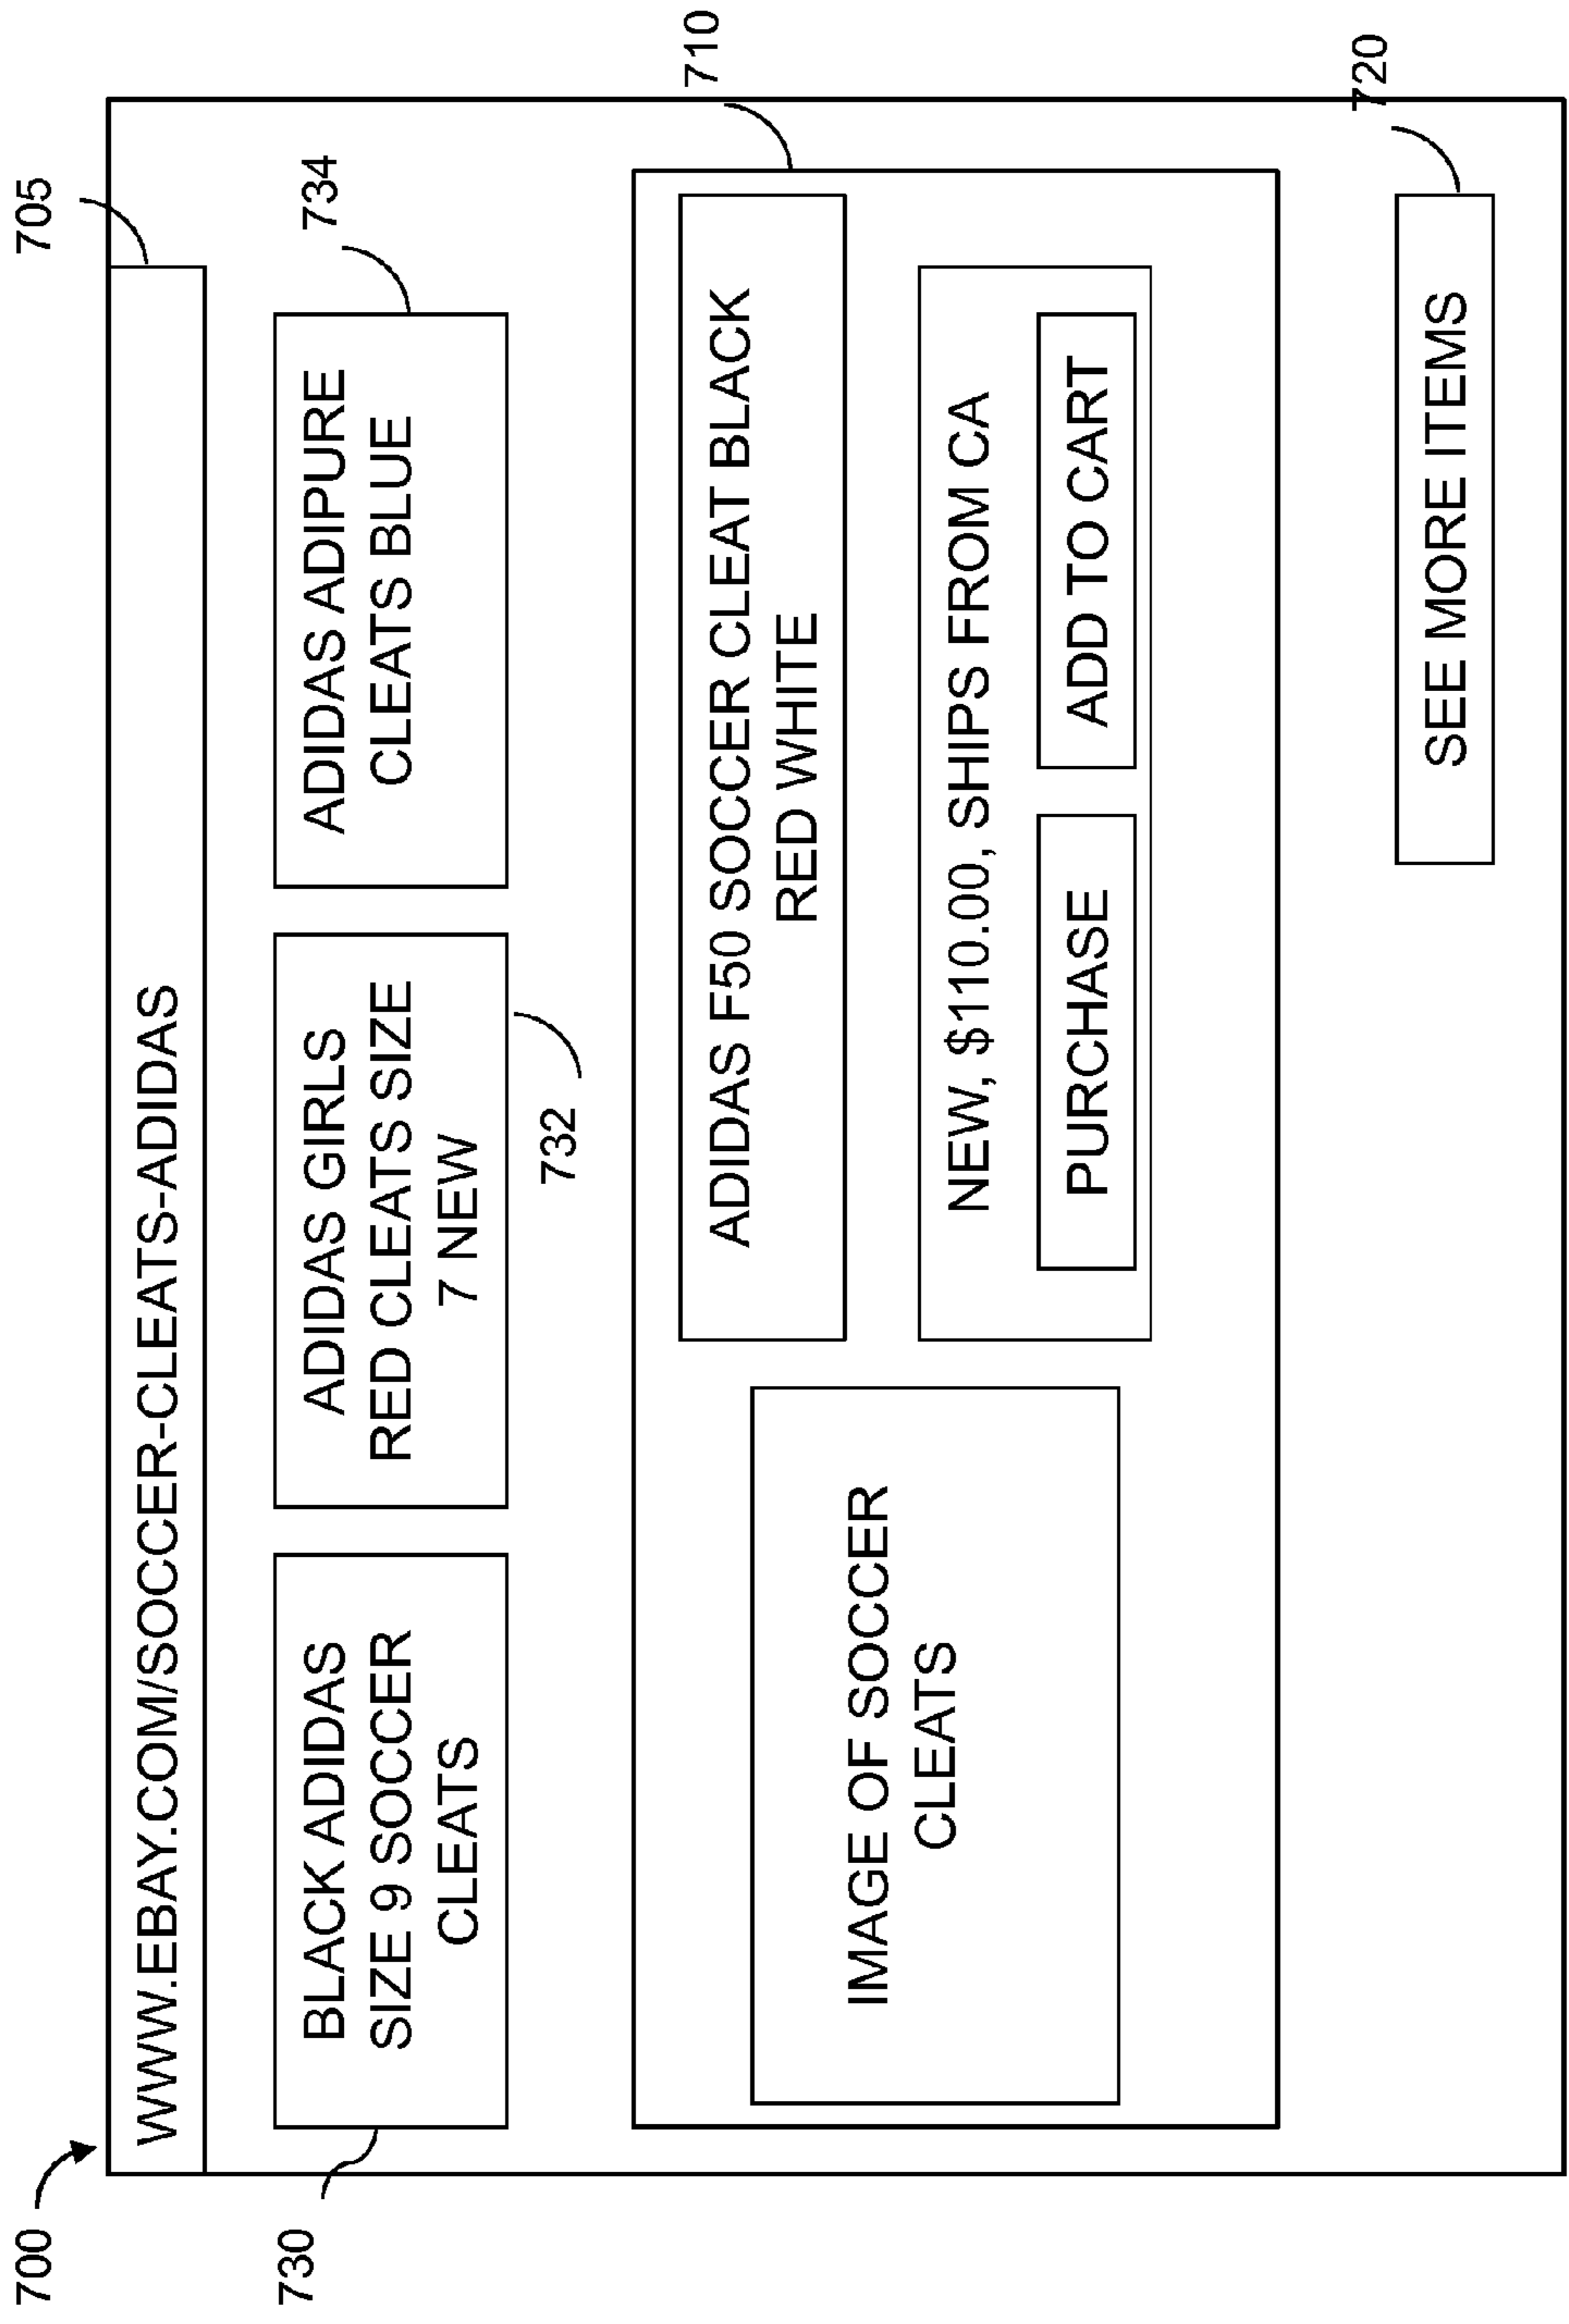 700
705
WWW.EBAY.COM/SOCCER-CLEATS-ADIDAS
730
BLACK ADIDAS
SIZE 9 SOCCER
CLEATS
ADIDAS GIRLS
RED CLEATS SIZE
7 NEW
732
734
ADIDAS ADIPURE
CLEATS BLUE
710
IMAGE OF SOCCER
CLEATS
ADIDAS F50 SOCCER CLEAT BLACK
RED WHITE
NEW, $110.00, SHIPS FROM CA
PURCHASE
ADD TO CART
720
SEE MORE ITEMS